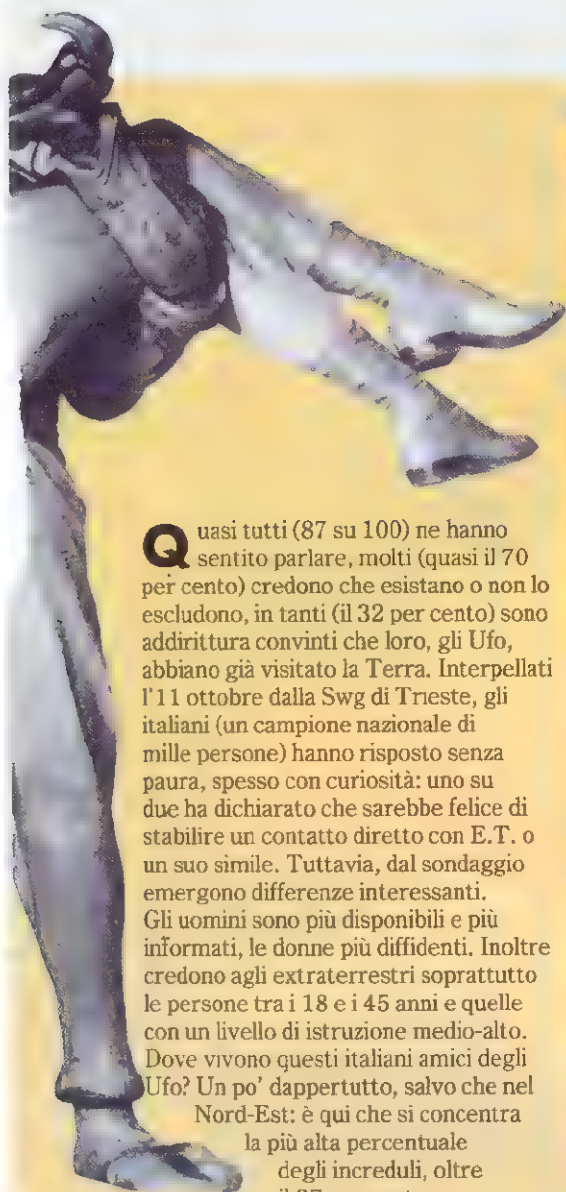 Quasi tutti (87 su 100) ne hanno
sentito parlare, molti (quasi il 70
per cento) credono che esistano o non lo
escludono, in tanti (il 32 per cento) sono
addirittura convinti che loro, gli Ufo,
abbiano già visitato la Terra. Interpellati
l'11 ottobre dalla Swg di Trieste, gli
italiani (un campione nazionale di
mille persone) hanno risposto senza
paura, spesso con curiosità: uno su
due ha dichiarato che sarebbe felice di
stabilire un contatto diretto con E.T. o
un suo simile. Tuttavia, dal sondaggio
emergono differenze interessanti.
Gli uomini sono più disponibili e più
informati, le donne più diffidenti. Inoltre
credono agli extraterrestri soprattutto
le persone tra i 18 e i 45 anni e quelle
con un livello di istruzione medio-alto.
Dove vivono questi italiani amici degli
Ufo? Un po' dappertutto, salvo che nel
Nord-Est: è qui che si concentra
la più alta percentuale
degli increduli, oltre